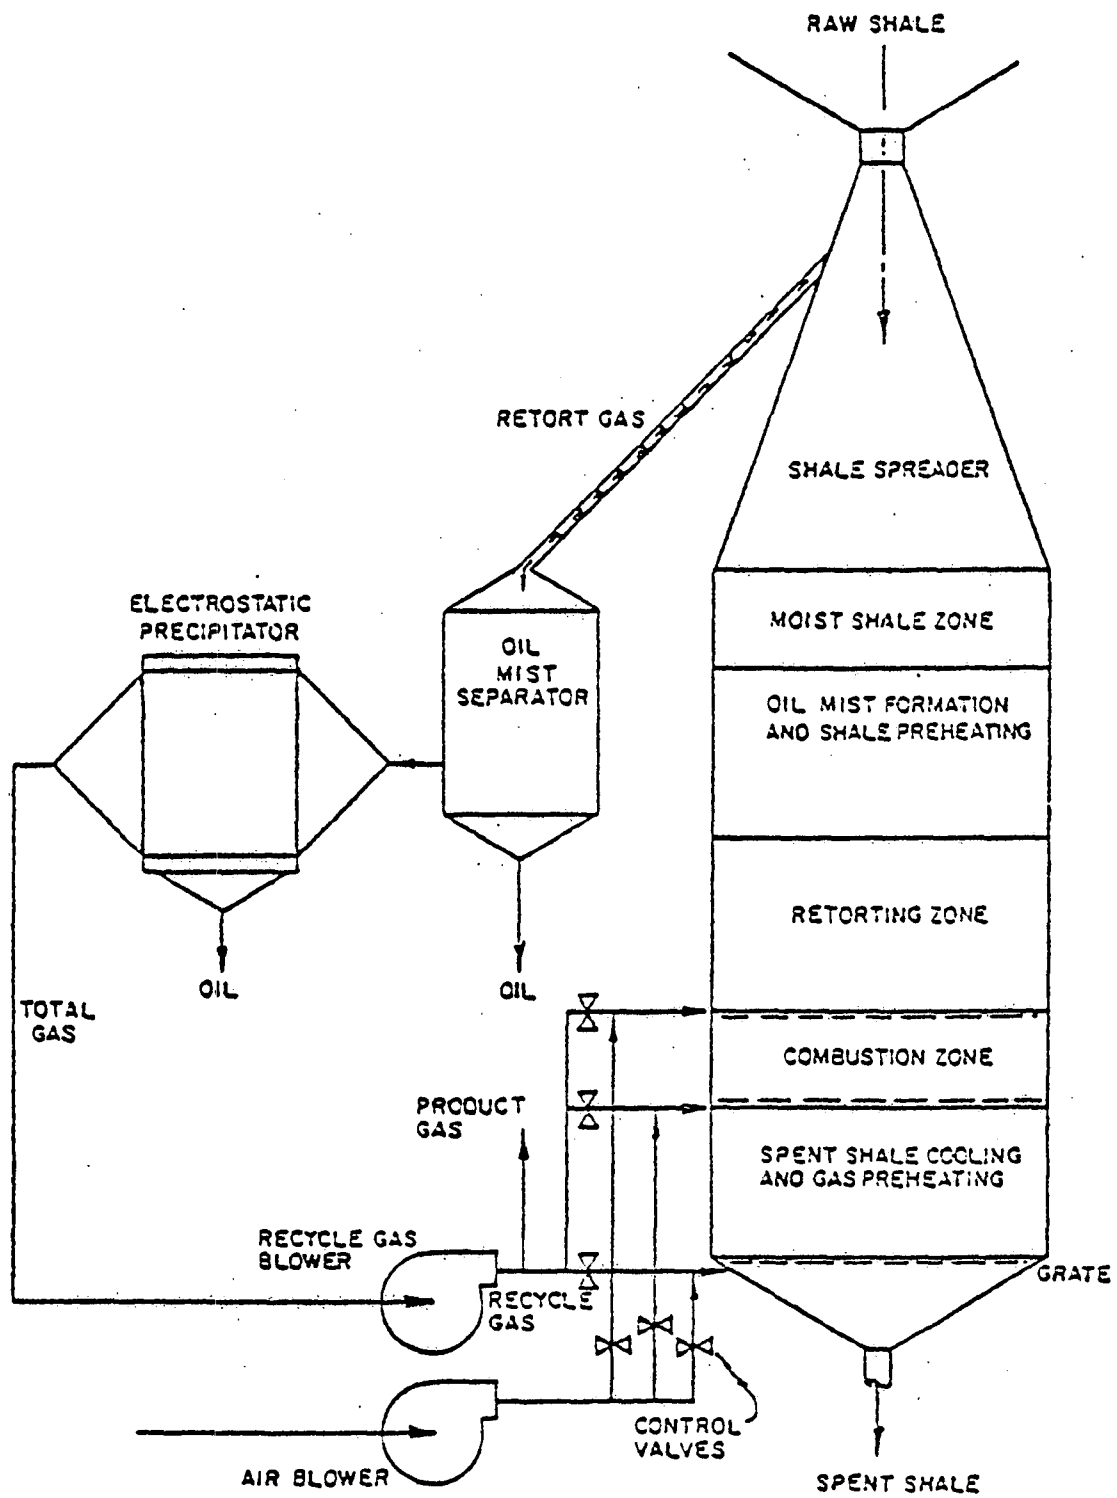 RAW SHALE
RETORT GAS
SHALE SPREADER
ELECTROSTATIC
PRECIPITATOR
OIL
MIST
SEPARATOR
MOIST SHALE ZONE
OIL MIST FORMATION
AND SHALE PREHEATING
RETORTING ZONE
OIL
OIL
TOTAL
GAS
COMBUSTION ZONE
PRODUCT
GAS
SPENT SHALE COOLING
AND GAS PREHEATING
RECYCLE GAS
BLOWER
RECYCLE
GAS
GRATE
CONTROL
VALVES
AIR BLOWER
SPENT SHALE